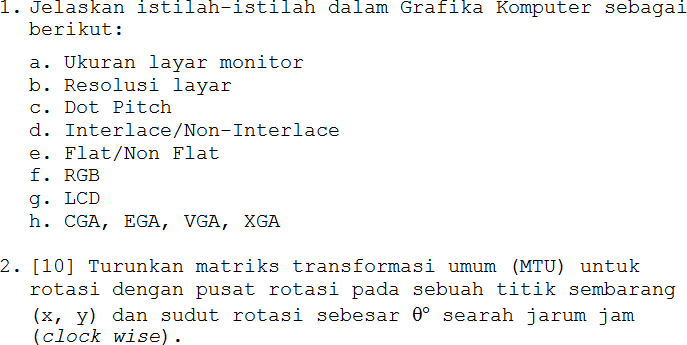 1. Jelaskan istilah-istilah dalam Grafika Komputer sebagai
berikut:
a. Ukuran layar monitor
b. Resolusi layar
c. Dot Pitch
d. Interlace/Non-Interlace
e. Flat/Non Flat
f. RGB
g. LCD
h. CGA, EGA, VGA, XGA
2. [10] Turunkan matriks transformasi umum (MTU) untuk
rotasi dengan pusat rotasi pada sebuah titik sembarang
(x, y) dan sudut rotasi sebesar θ° searah jarum jam
(clock wise).